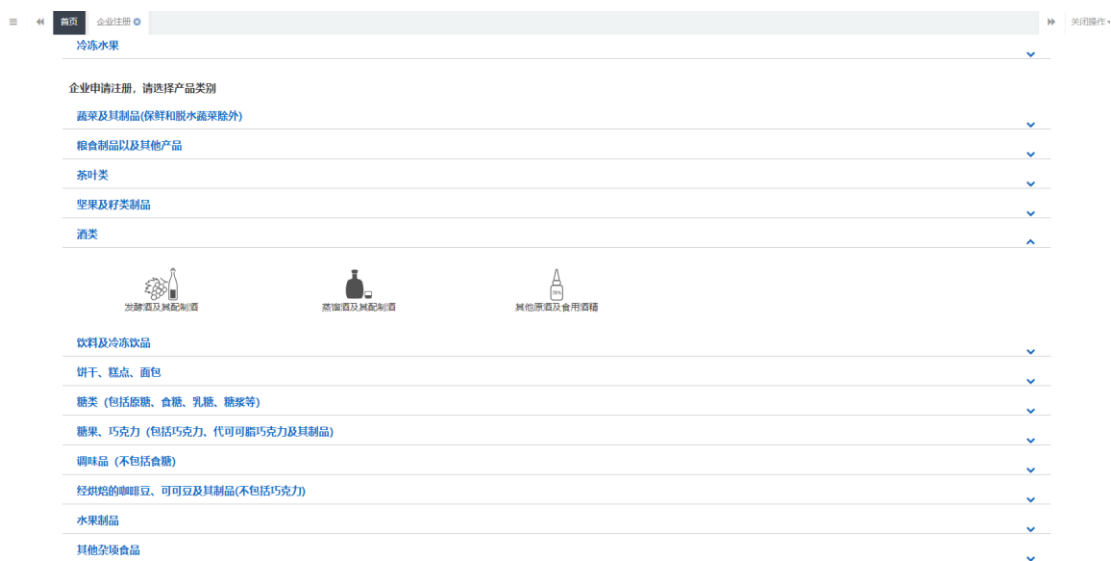 首页 企业注册 关闭操作
冷冻水果
企业申请注册，请选择产品类别
蔬菜及其制品(保鲜和脱水蔬菜除外)
粮食制品以及其他产品
茶叶类
坚果及籽类制品
酒类
发酵酒及其配制酒 蒸馏酒及其配制酒 其他原酒及食用酒精
饮料及冷冻饮品
饼干、糕点、面包
糖类（包括原糖、食糖、乳糖、糖浆等）
糖果、巧克力（包括巧克力、代可可脂巧克力及其制品）
调味品（不包括食糖）
经烘焙的咖啡豆、可可豆及其制品(不包括巧克力)
水果制品
其他杂项食品